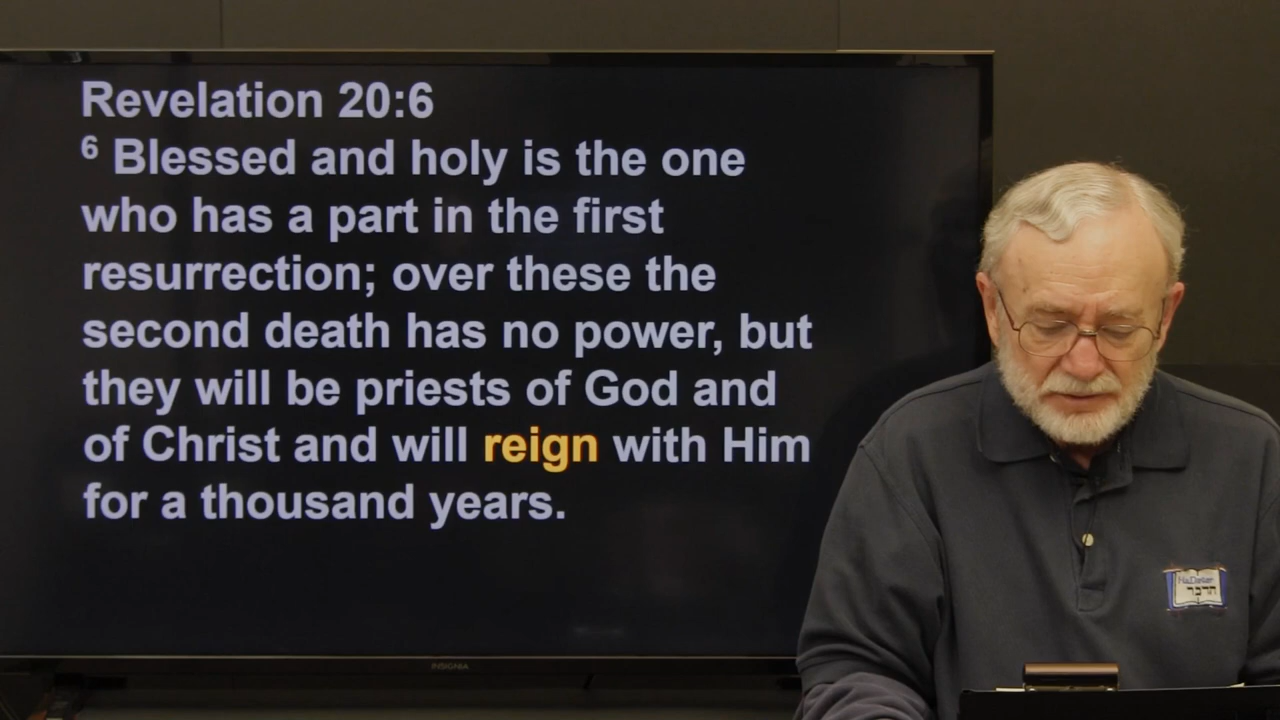 Revelation 20:6
6 Blessed and holy is the one
who has a part in the first
resurrection; over these the
second death has no power, but
they will be priests of God and
of Christ and will reign with Him
for a thousand years.
INSIGNIA
HaDavar
הדבר